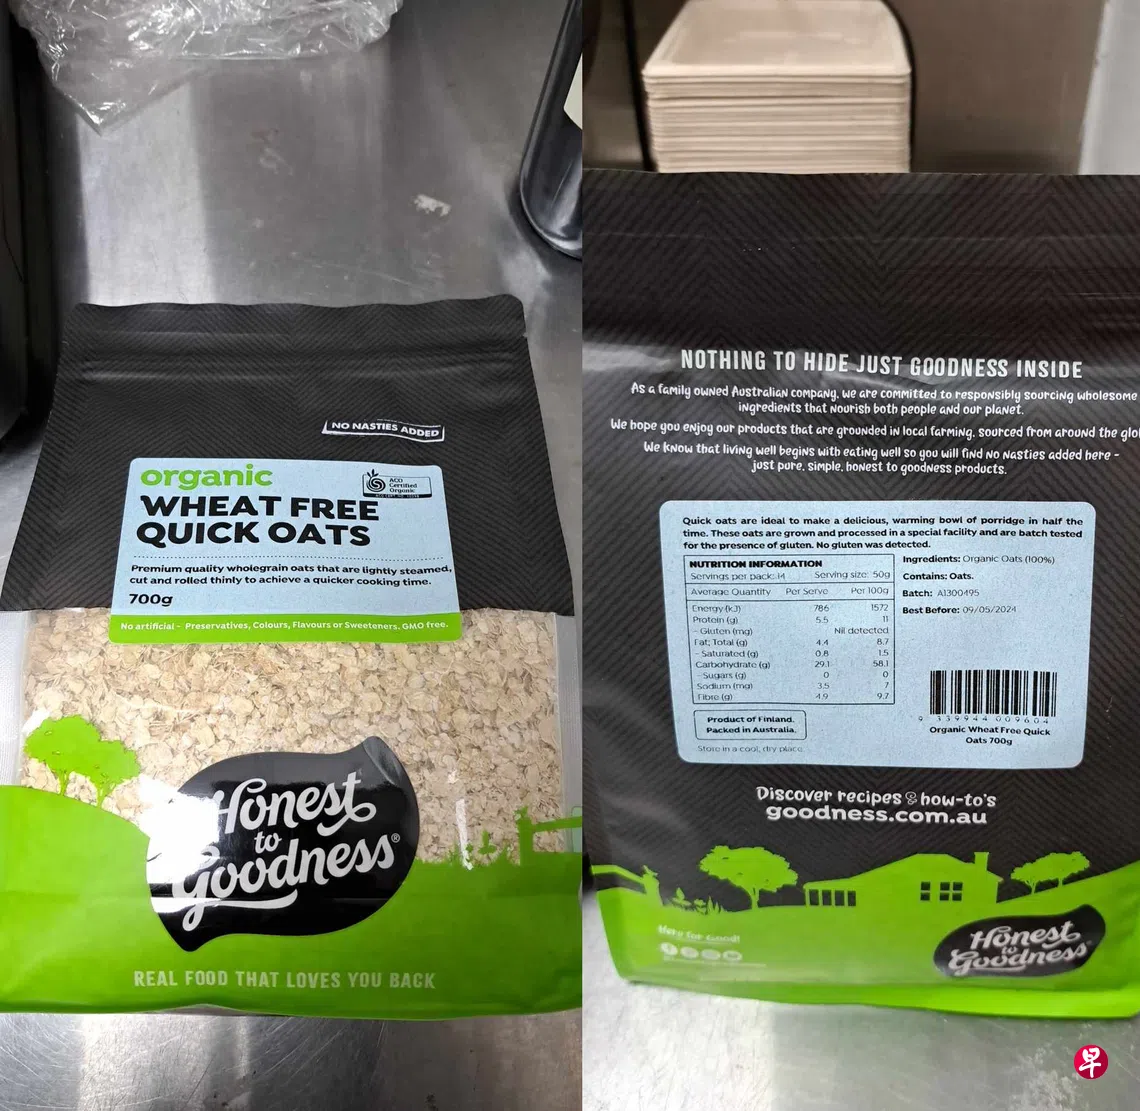 NO NASTIES ADDED
organic
ACO
Certified
Organic
WHEAT FREE
QUICK OATS
Premium quality wholegrain oats that are lightly steamed,
cut and rolled thinly to achieve a quicker cooking time.
700g
No artificial - Preservatives, Colours, Flavours or Sweeteners. GMO free.
Honest
to
Goodness®
REAL FOOD THAT LOVES YOU BACK
NOTHING TO HIDE JUST GOODNESS INSIDE
As a family owned Australian company, we are committed to responsibly sourcing wholesome
ingredients that nourish both people and our planet.
We hope you enjoy our products that are grounded in local farming, sourced from around the glo
We know that living well begins with eating well so you will find no nasties added here -
just pure, simple, honest to goodness products.
Quick oats are ideal to make a delicious, warming bowl of porridge in half the
time. These oats are grown and processed in a special facility and are batch tested
for the presence of gluten. No gluten was detected.
NUTRITION INFORMATION
Servings per pack: 14 Serving size: 50g
Average Quantity Per Serve Per 100g
Energy (kJ) 786 1572
Protein (g) 5.5 11
- Gluten (mg) Nil detected
Fat; Total (g) 4.4 8.7
- Saturated (g) 0.8 1.5
Carbohydrate (g) 29.1 58.1
- Sugars (g) 0 0
Sodium (mg) 3.5 7
Fibre (g) 4.9 9.7
Product of Finland.
Packed in Australia.
Store in a cool, dry place.
Ingredients: Organic Oats (100%)
Contains: Oats.
Batch: A1300495
Best Before: 09/05/2024
9 339944 009604
Organic Wheat Free Quick
Oats 700g
Discover recipes & how-to's
goodness.com.au
Here for Good!
Honest
to
Goodness
早